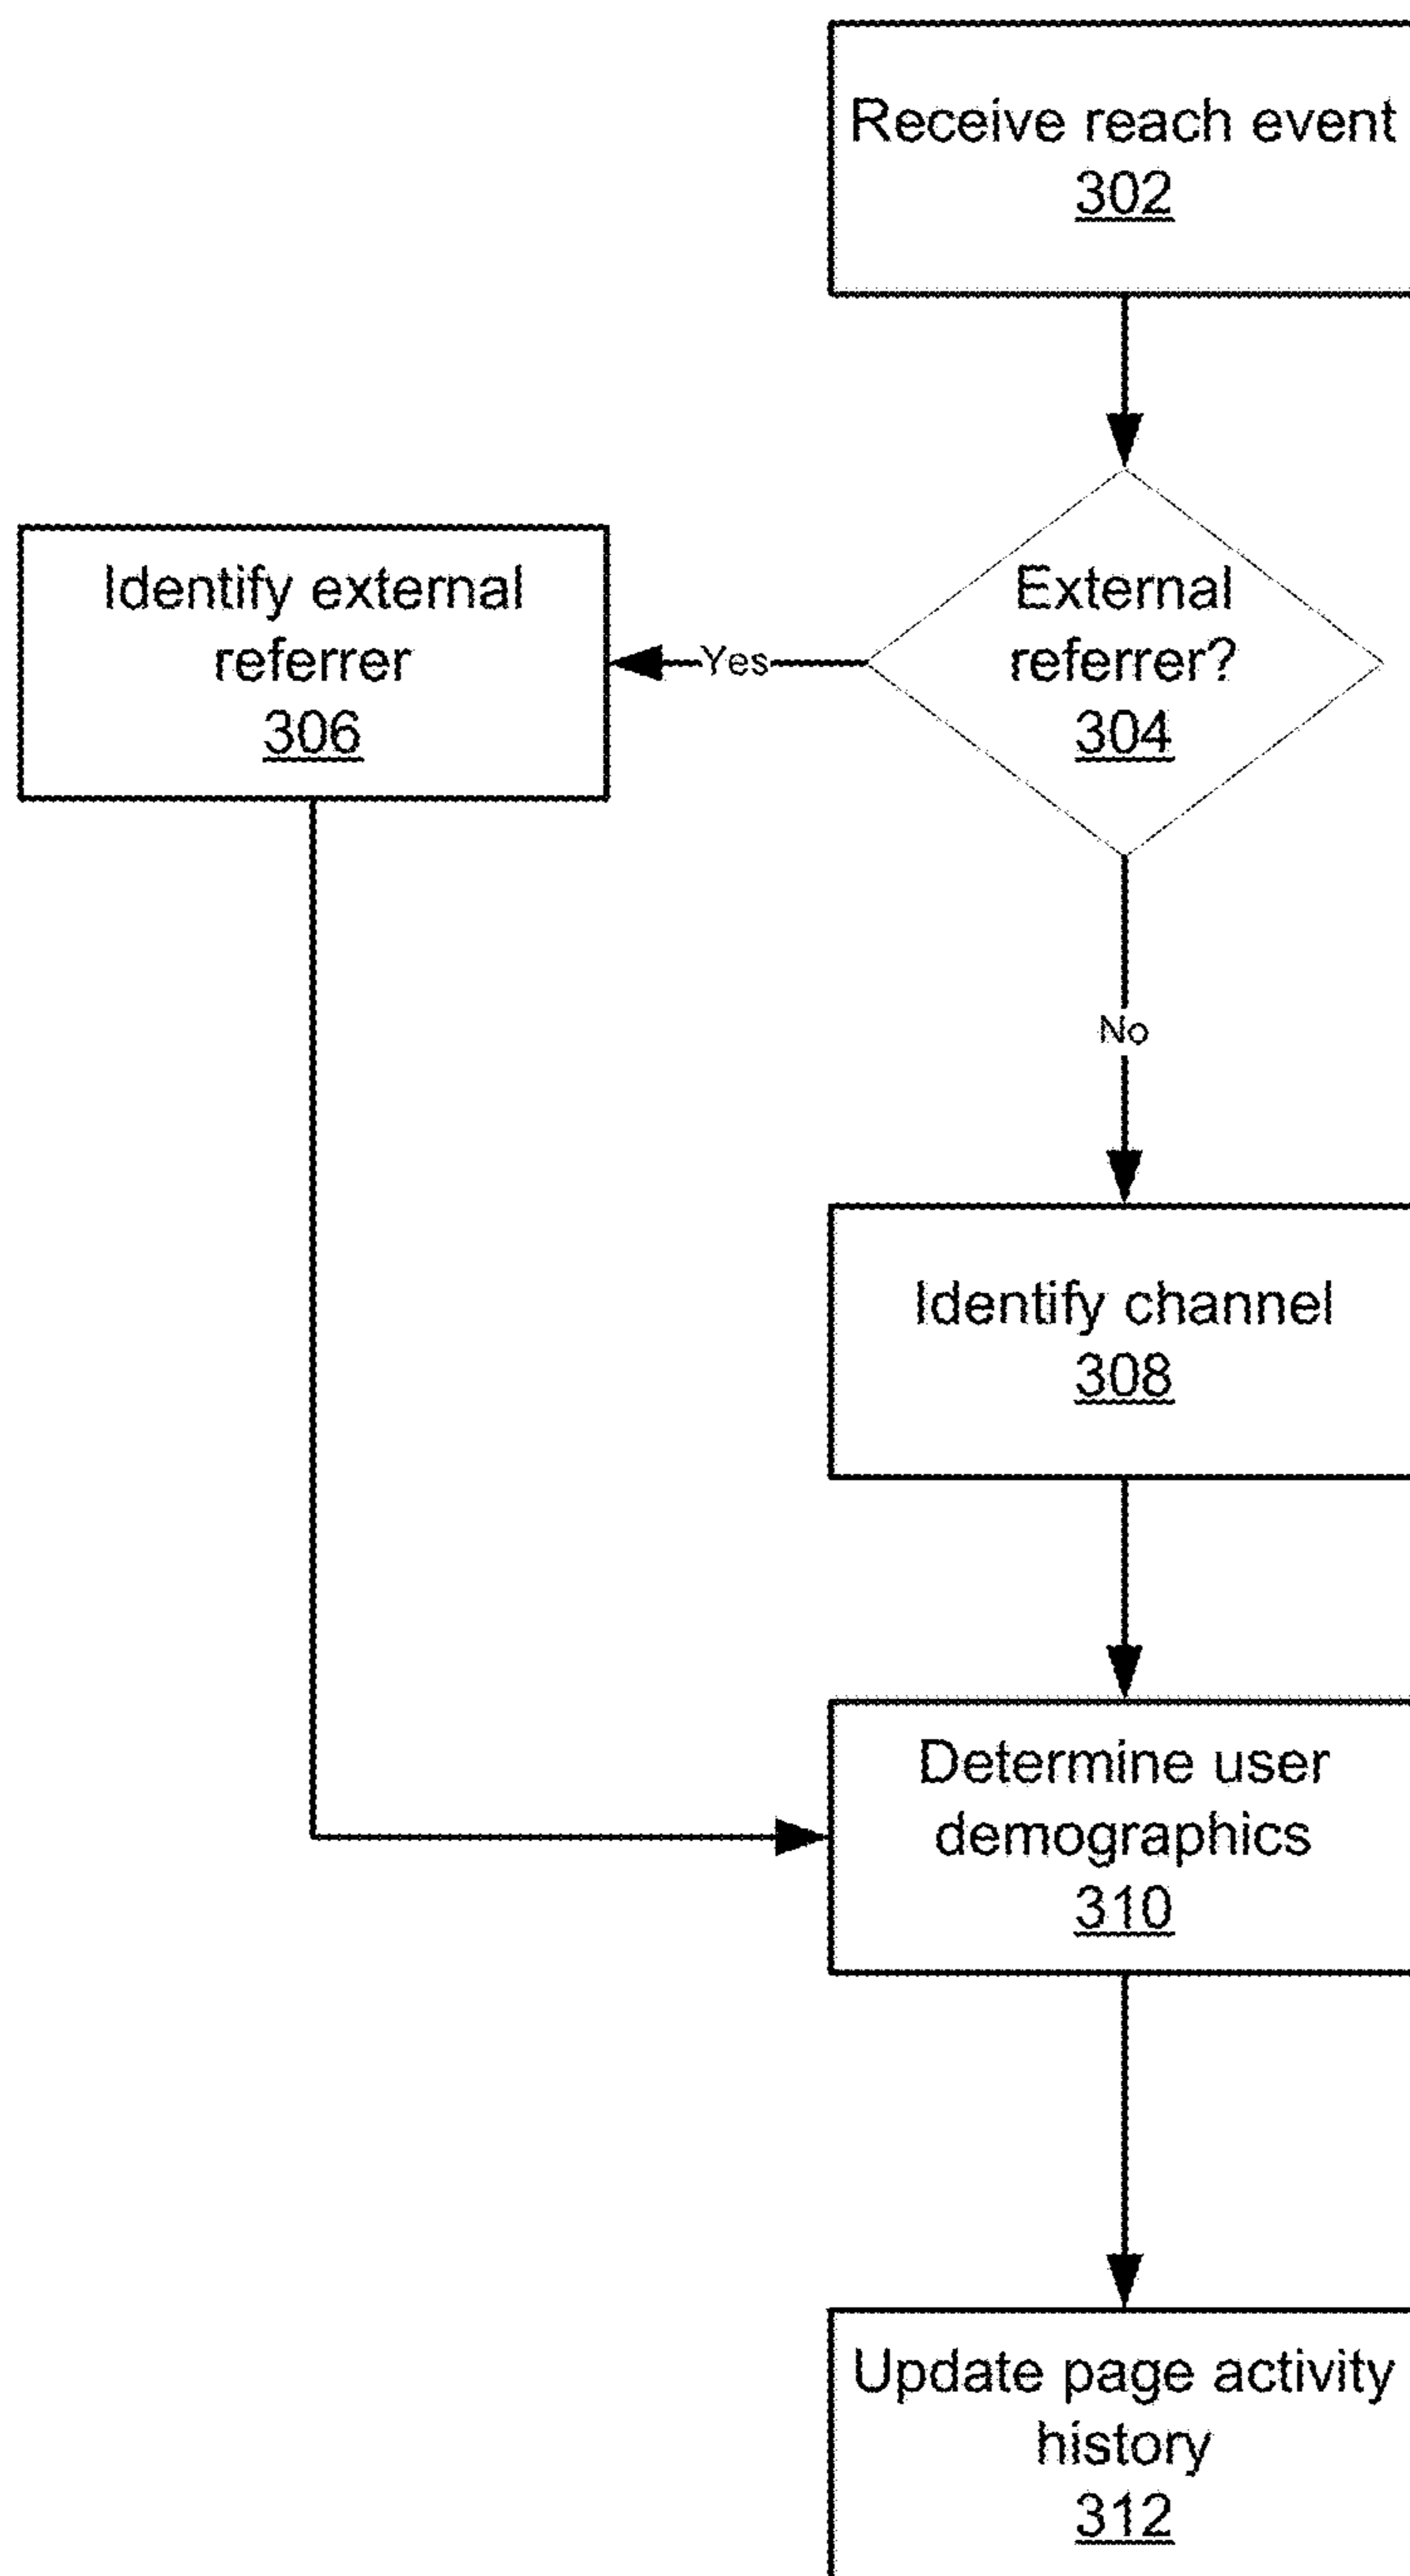 Receive reach event
302
External
referrer?
304
Yes
Identify external
referrer
306
No
Identify channel
308
Determine user
demographics
310
Update page activity
history
312